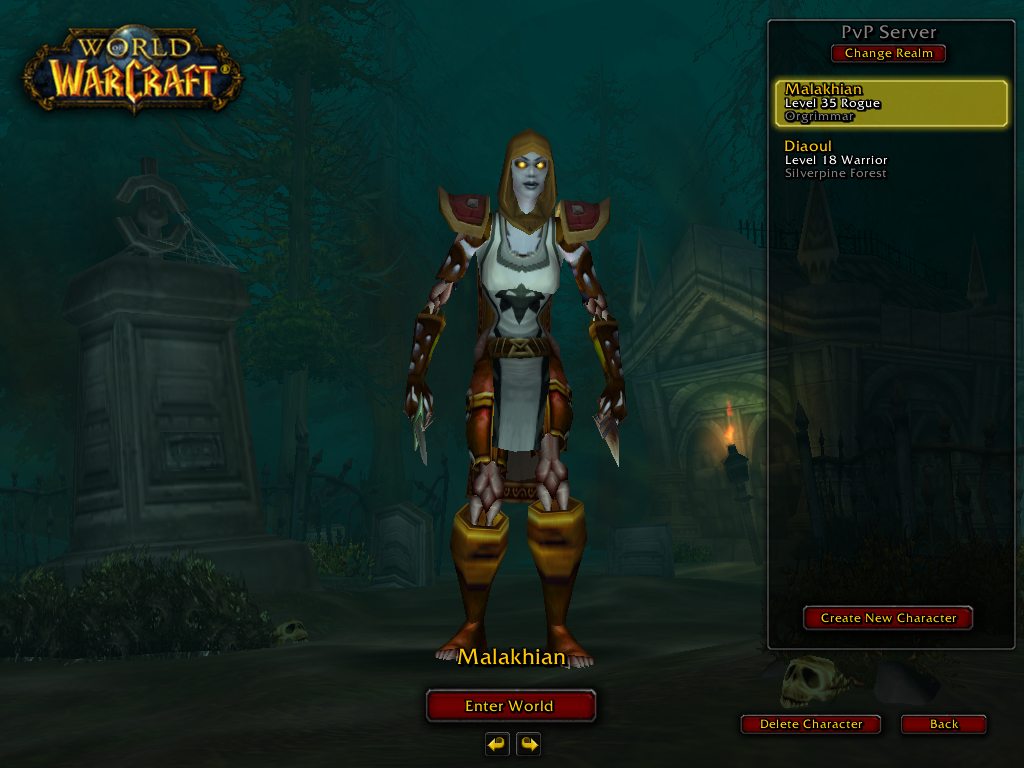 WORLD OF
WARCRAFT®
PvP Server
Change Realm
Malakhian
Level 35 Rogue
Orgrimmar
Diaoul
Level 18 Warrior
Silverpine Forest
Create New Character
Malakhian
Enter World
Delete Character
Back